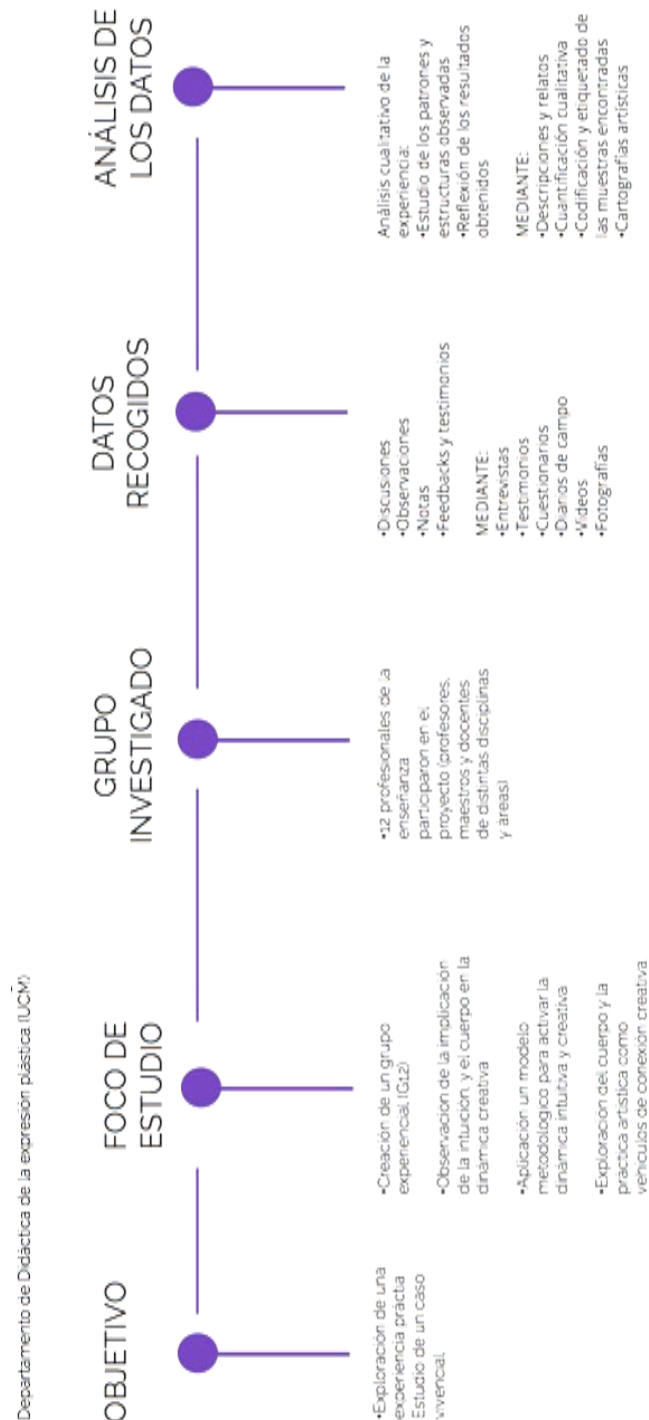 Departamento de Didáctica de la expresión plástica (UCM)
OBJETIVO
•Exploración de una
experiencia práctia
Estudio de un caso
vivencial
FOCO DE
ESTUDIO
•Creación de un grupo
experiencial (G12)
•Observación de la implicación
de la intuición, y el cuerpo en la
dinámica creativa
•Aplicación un modelo
metodológico para activar la
dinámica intuitiva y creativa
•Exploración del cuerpo y la
práctica artística como
vehículos de conexión creativa
GRUPO
INVESTIGADO
•12 profesionales de la
enseñanza
participaron en el
proyecto (profesores,
maestros y docentes
de distintas disciplinas
y áreas)
DATOS
RECOGIDOS
•Discusiones
•Observaciones
•Notas
•Feedbacks y testimonios
MEDIANTE:
•Entrevistas
•Testimonios
•Cuestionarios
•Diarios de campo
•Videos
•Fotografías
ANÁLISIS DE
LOS DATOS
Análisis cualitativo de la
experiencia:
•Estudio de los patrones y
estructuras observadas
•Reflexión de los resultados
obtenidos
MEDIANTE:
•Descripciones y relatos
•Cuantificación cualitativa
•Codificación y etiquetado de
las muestras encontradas
•Cartografías artísticas